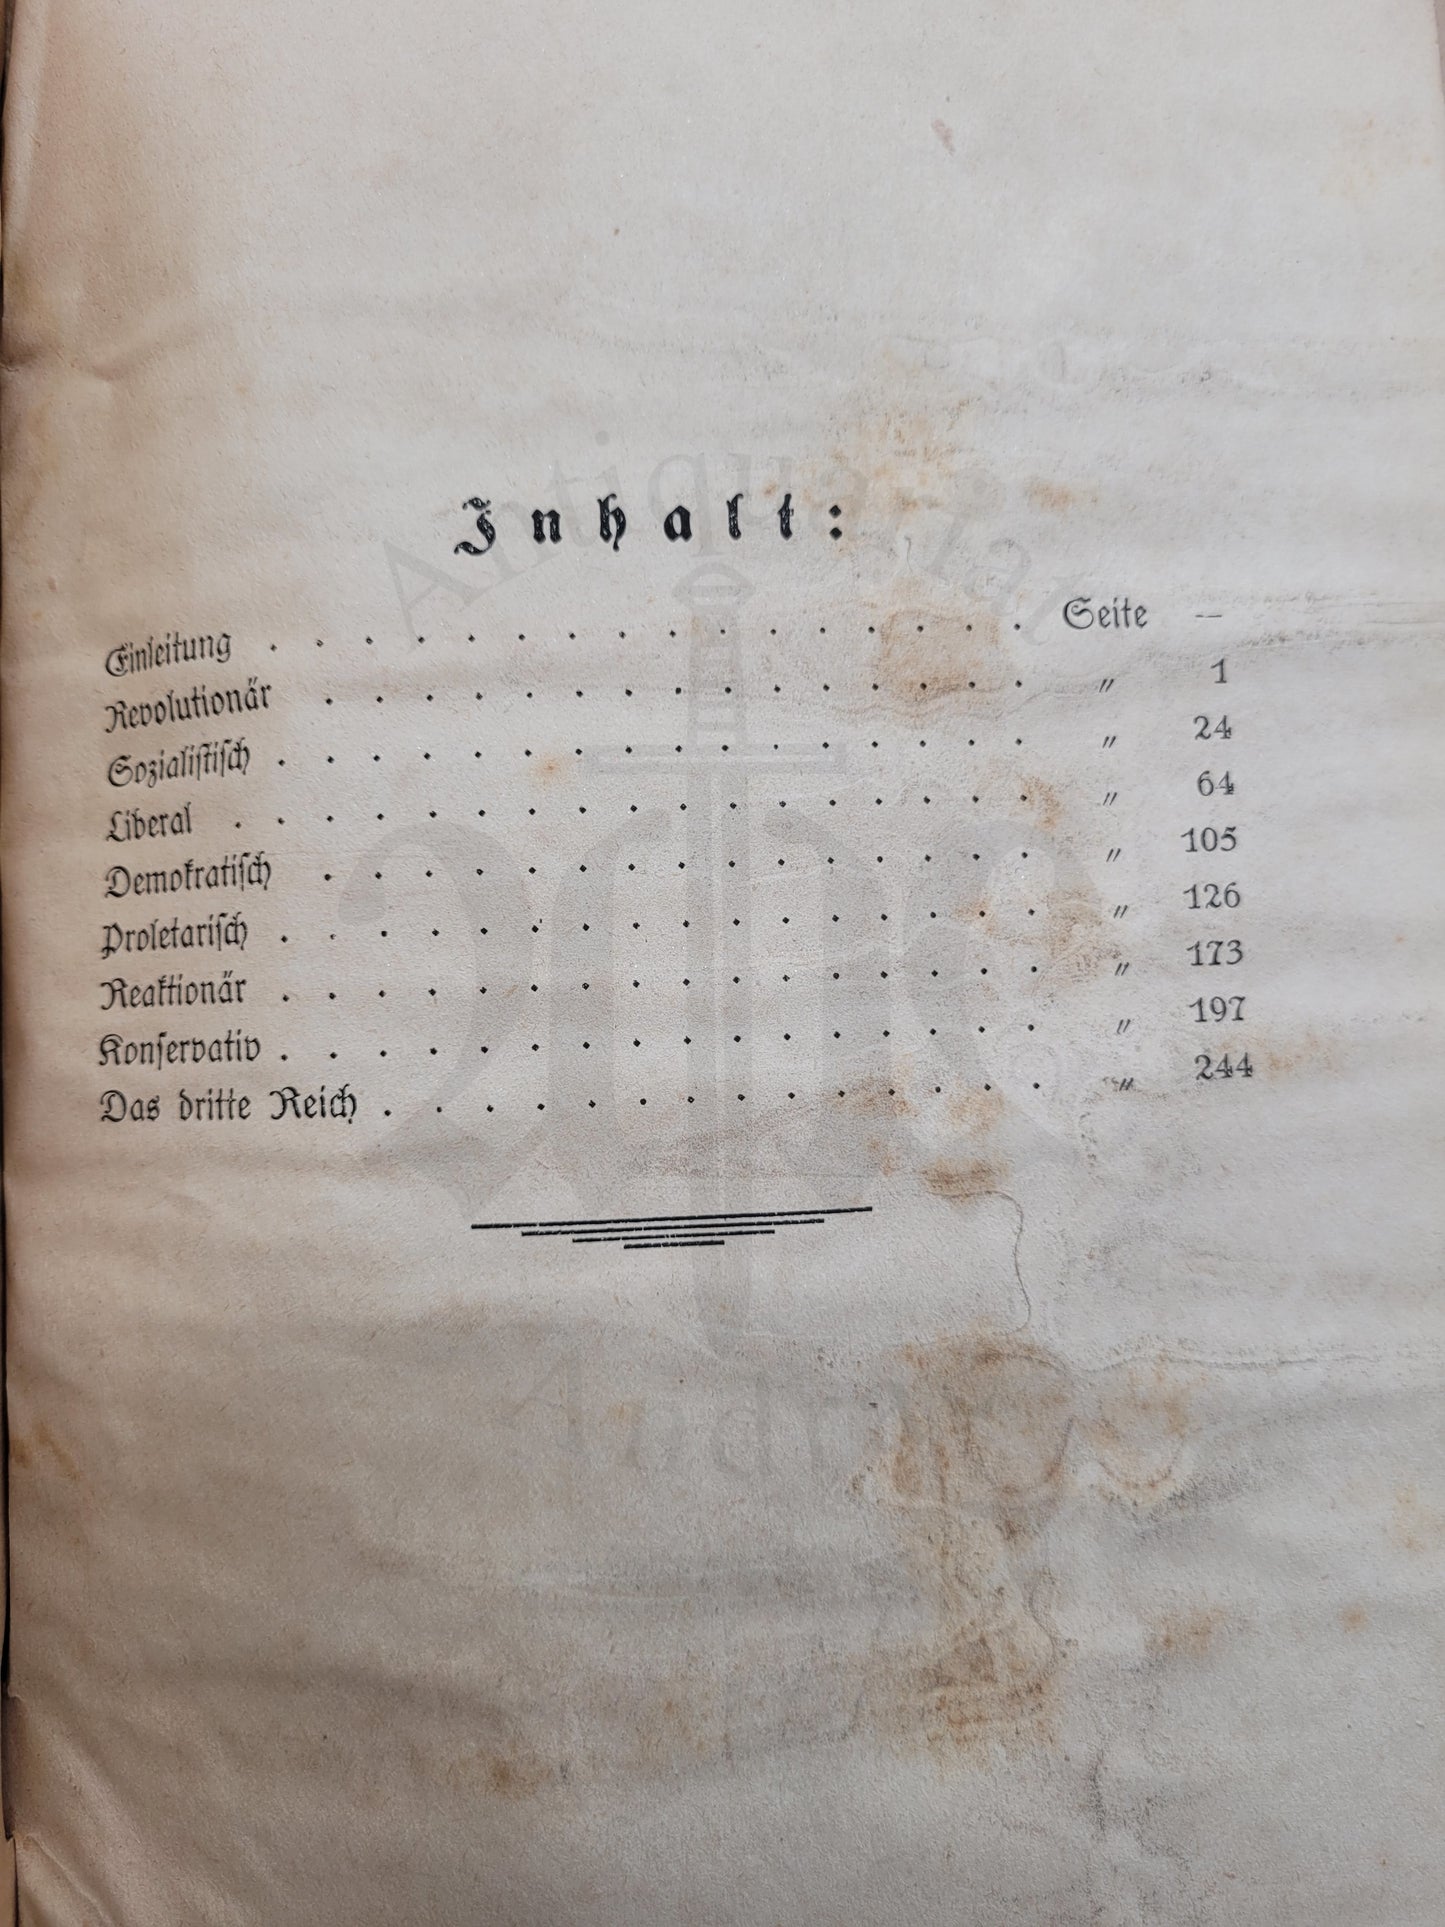 Inhalt:
Einleitung . . . . . . . . . . . . . . . . Seite —
Revolutionär . . . . . . . . . . . . . . . „ 1
Sozialistisch . . . . . . . . . . . . . . . . „ 24
Liberal . . . . . . . . . . . . . . . . . „ 64
Demokratisch . . . . . . . . . . . . . . . „ 105
Proletarisch . . . . . . . . . . . . . . . . „ 126
Reaktionär . . . . . . . . . . . . . . . . „ 173
Konservativ . . . . . . . . . . . . . . . . „ 197
Das dritte Reich . . . . . . . . . . . . . . „ 244